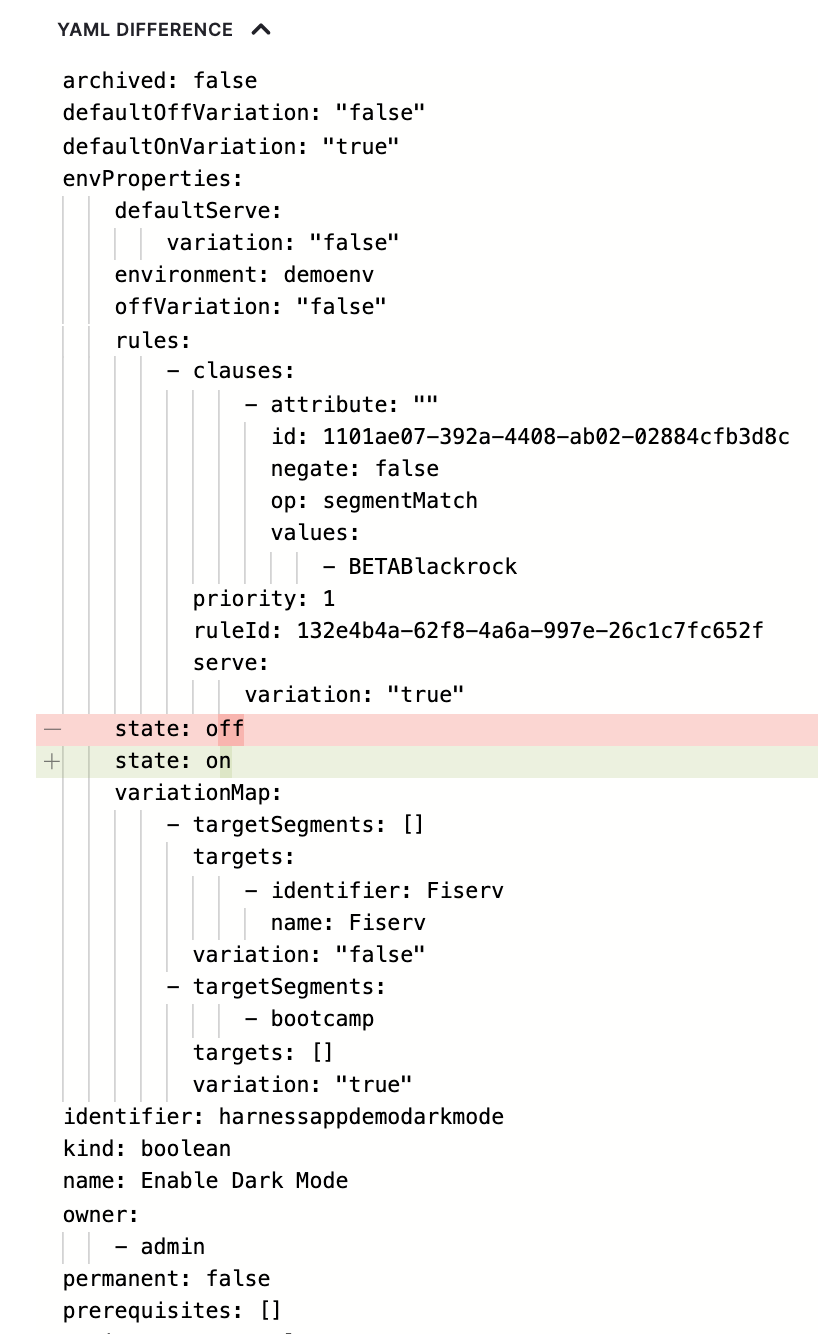 YAML DIFFERENCE
archived: false
defaultOffVariation: "false"
defaultOnVariation: "true"
envProperties:
defaultServe:
variation: "false"
environment: demoenv
offVariation: "false"
rules:
- clauses:
- attribute: ""
id: 1101ae07-392a-4408-ab02-02884cfb3d8c
negate: false
op: segmentMatch
values:
- BETABlackrock
priority: 1
ruleId: 132e4b4a-62f8-4a6a-997e-26c1c7fc652f
serve:
variation: "true"
- state: off
+ state: on
variationMap:
- targetSegments: []
targets:
- identifier: Fiserv
name: Fiserv
variation: "false"
- targetSegments:
- bootcamp
targets: []
variation: "true"
identifier: harnessappdemodarkmode
kind: boolean
name: Enable Dark Mode
owner:
- admin
permanent: false
prerequisites: []